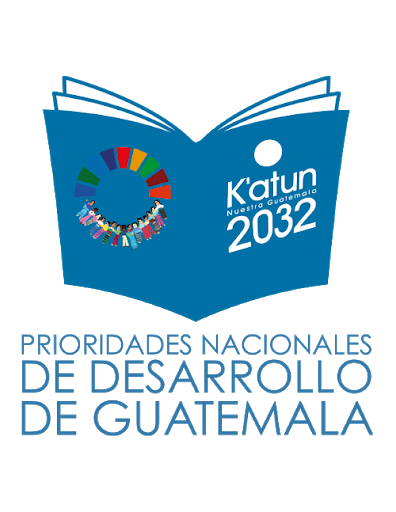 K'atun
Nuestra Guatemala
2032
PRIORIDADES NACIONALES
DE DESARROLLO
DE GUATEMALA